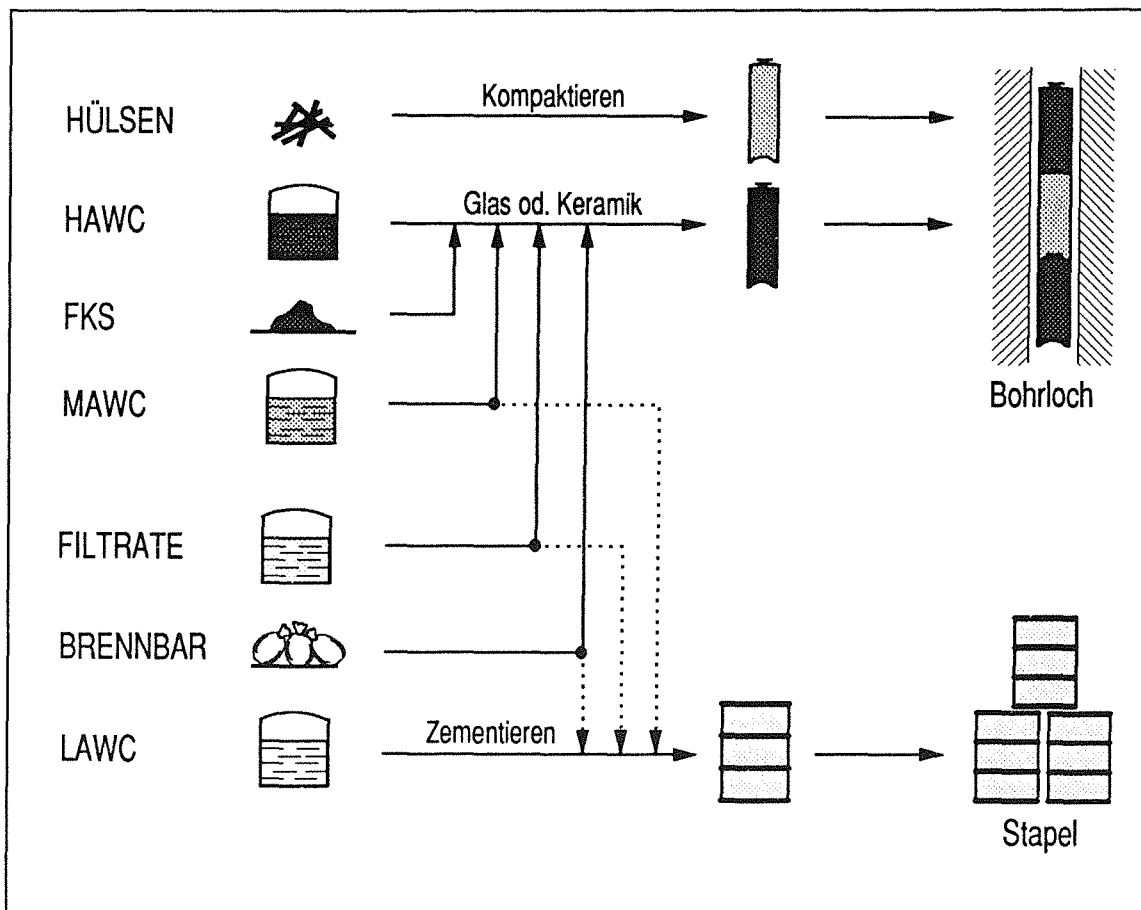 HÜLSEN
Kompaktieren
HAWC
Glas od. Keramik
FKS
MAWC
Bohrloch
FILTRATE
BRENNBAR
LAWC
Zementieren
Stapel